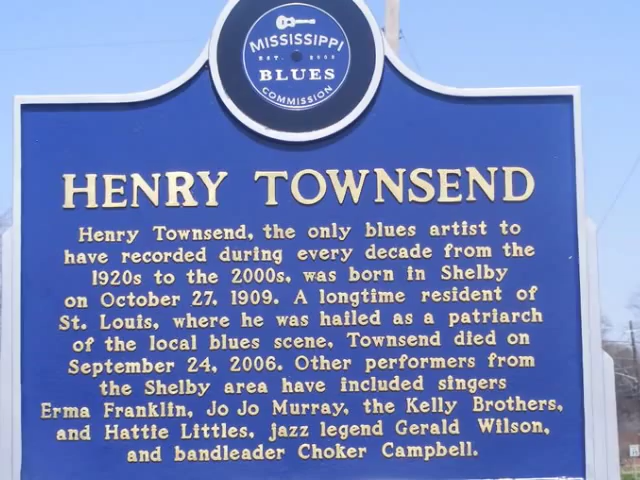 MISSISSIPPI
EST.
BLUES
COMMISSION
HENRY TOWNSEND
Henry Townsend, the only blues artist to
have recorded during every decade from the
1920s to the 2000s, was born in Shelby
on October 27, 1909. A longtime resident of
St. Louis, where he was hailed as a patriarch
of the local blues scene, Townsend died on
September 24, 2006. Other performers from
the Shelby area have included singers
Erma Franklin, Jo Jo Murray, the Kelly Brothers,
and Hattie Littles, jazz legend Gerald Wilson,
and bandleader Choker Campbell.